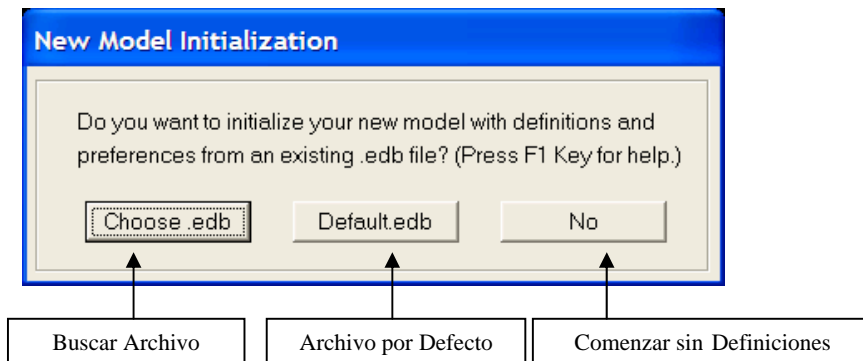 New Model Initialization
Do you want to initialize your new model with definitions and
preferences from an existing .edb file? (Press F1 Key for help.)
Choose .edb
Default.edb
No
Buscar Archivo
Archivo por Defecto
Comenzar sin Definiciones